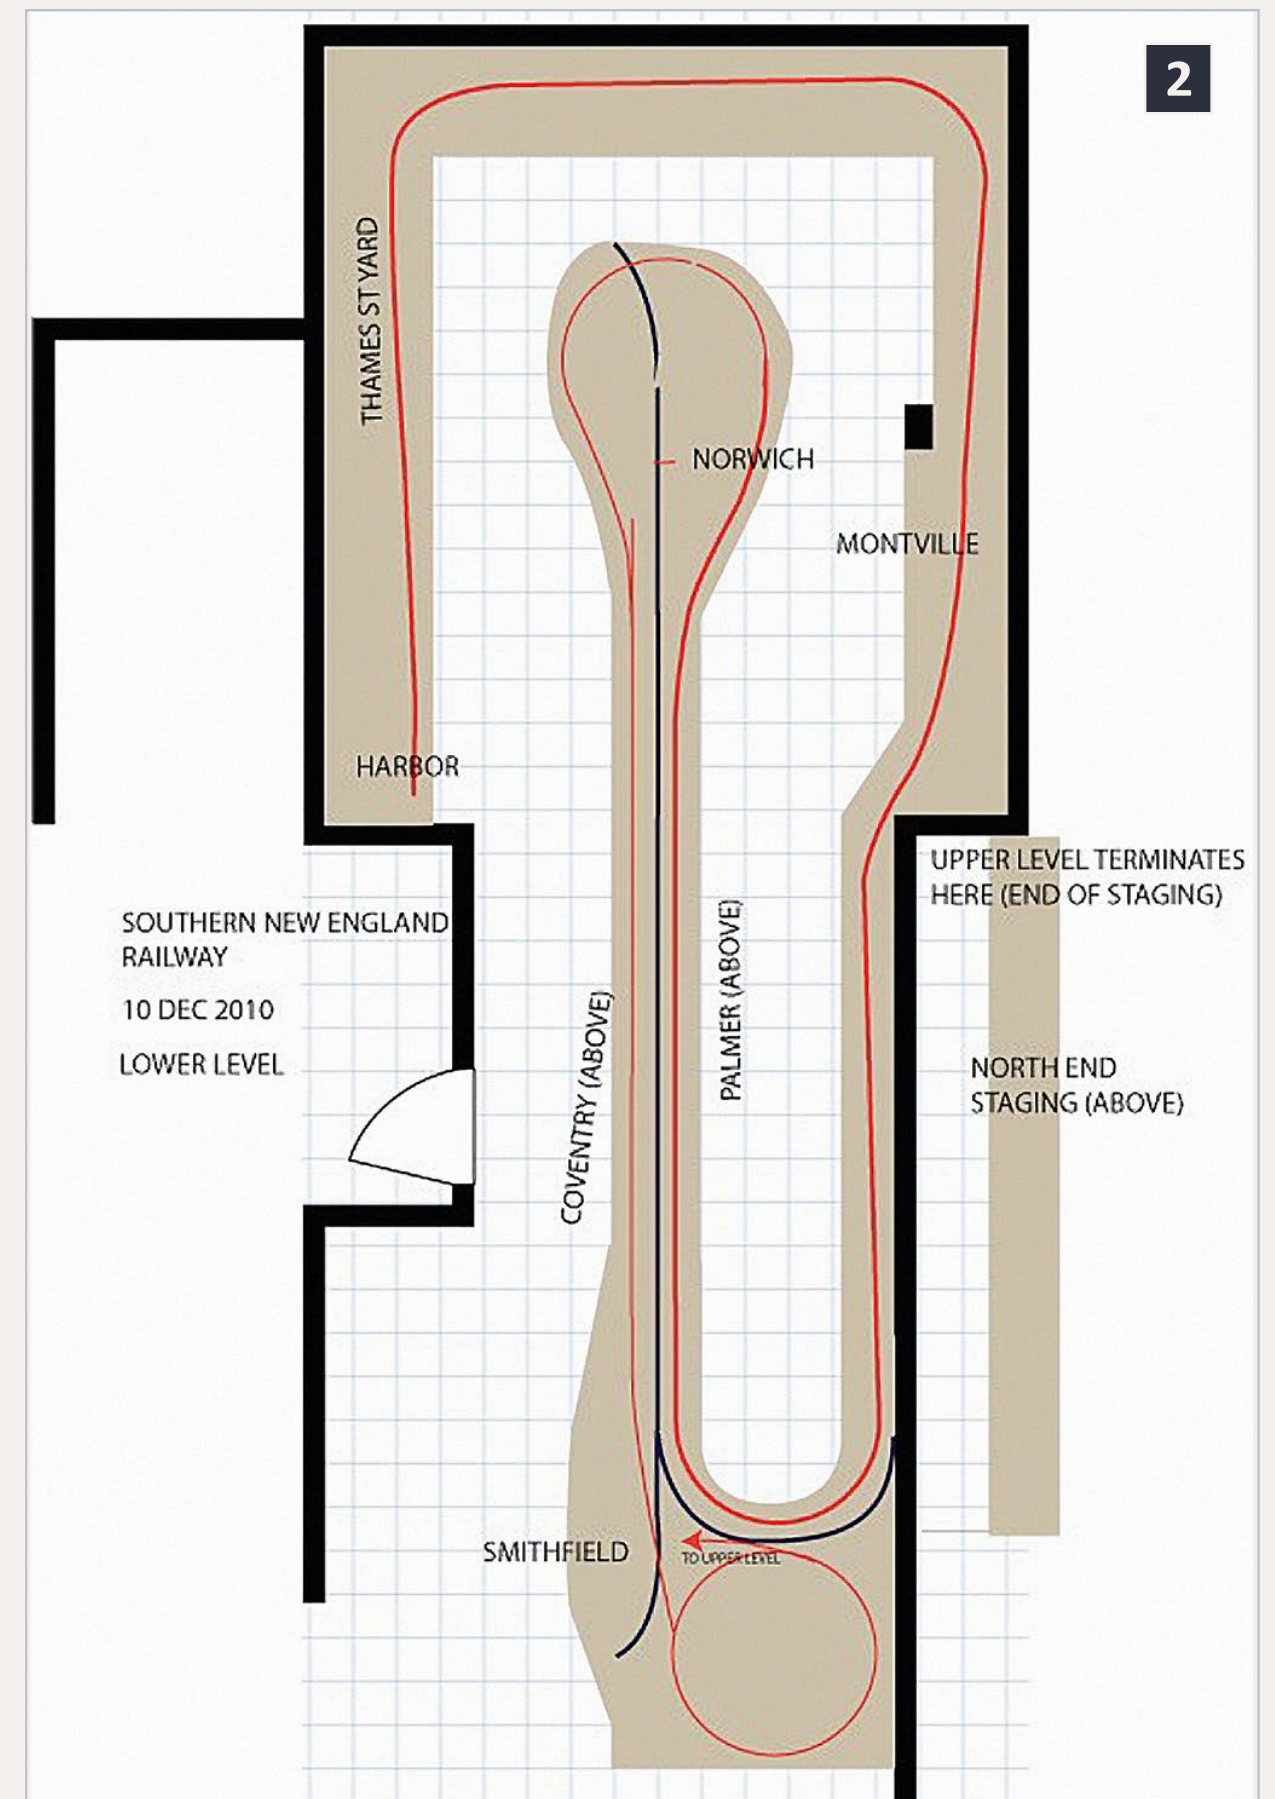 2
THAMES ST YARD
NORWICH
MONTVILLE
HARBOR
UPPER LEVEL TERMINATES
HERE (END OF STAGING)
SOUTHERN NEW ENGLAND
RAILWAY
10 DEC 2010
LOWER LEVEL
COVENTRY (ABOVE)
PALMER (ABOVE)
NORTH END
STAGING (ABOVE)
SMITHFIELD
TO UPPER LEVEL